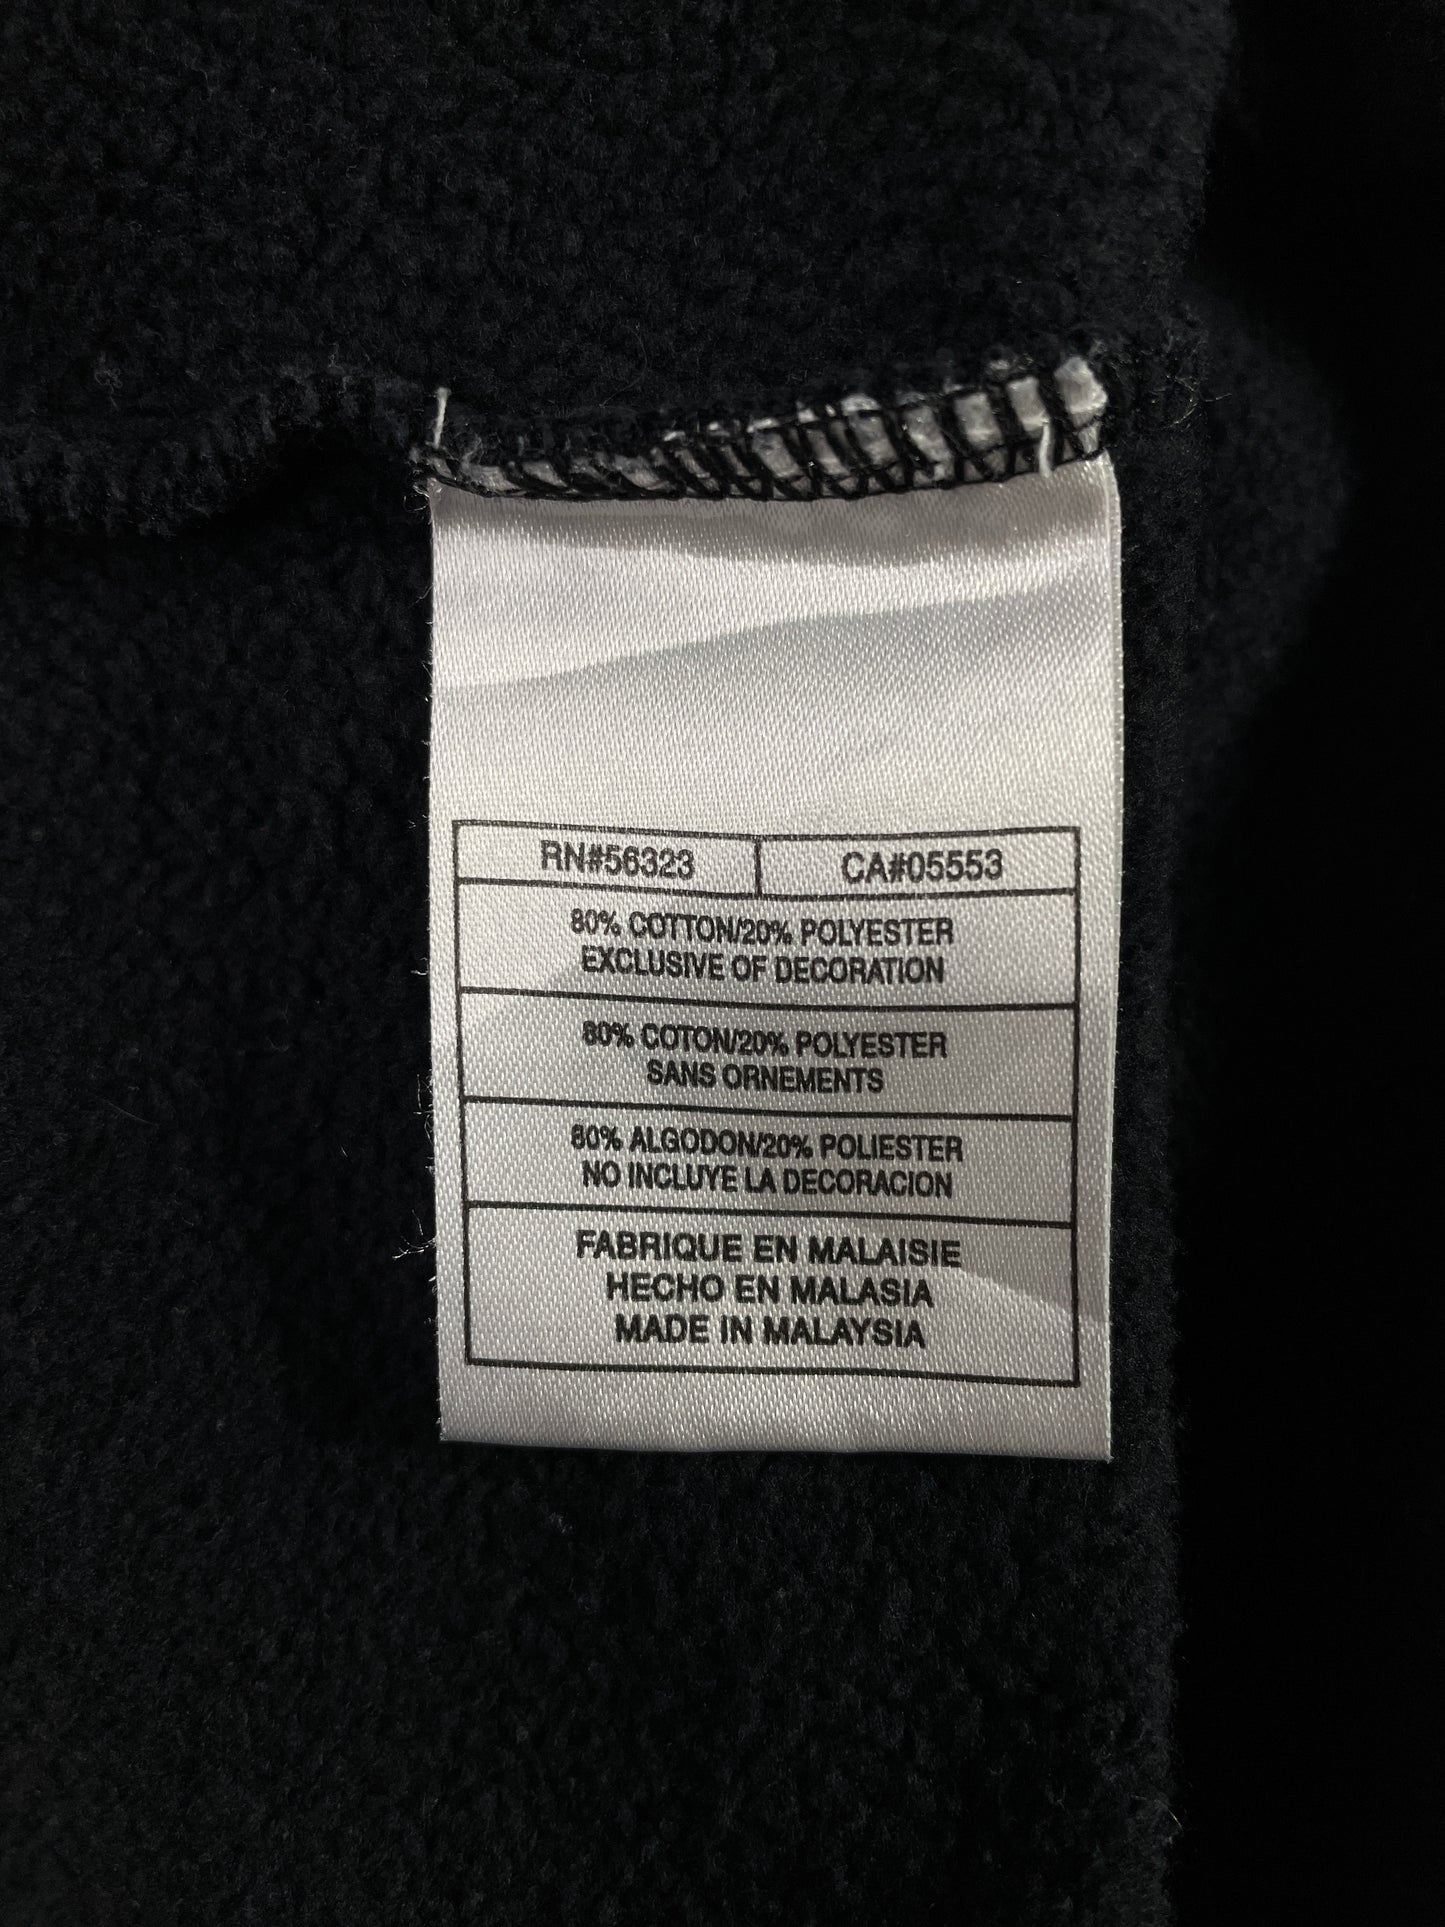 RN#56323 CA#05553
80% COTTON/20% POLYESTER
EXCLUSIVE OF DECORATION
80% COTON/20% POLYESTER
SANS ORNEMENTS
80% ALGODON/20% POLIESTER
NO INCLUYE LA DECORACION
FABRIQUE EN MALAISIE
HECHO EN MALASIA
MADE IN MALAYSIA